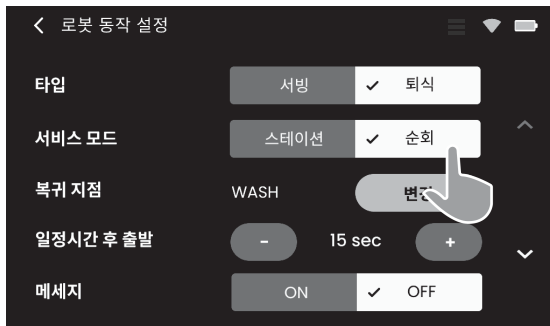 로봇 동작 설정
타입 서빙 퇴식
서비스 모드 스테이션 순회
복귀 지점 WASH 변경
일정시간 후 출발 - 15 sec +
메세지 ON OFF